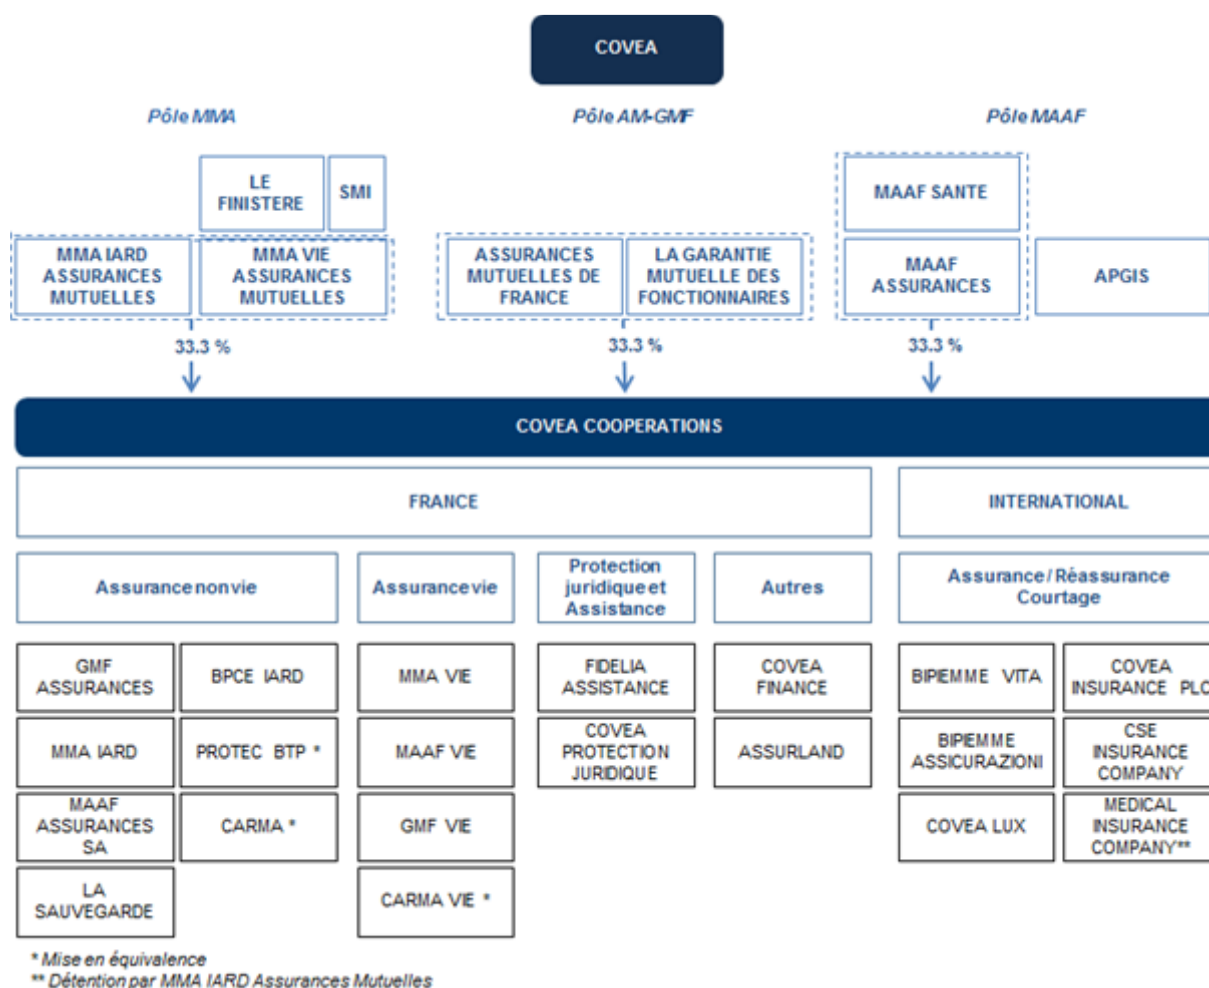 COVEA
Pôle MMA
Pôle AM-GMF
Pôle MAAF
LE
FINISTERE
SMI
MAAF SANTE
MMA IARD
ASSURANCES
MUTUELLES
MMA VIE
ASSURANCES
MUTUELLES
ASSURANCES
MUTUELLES DE
FRANCE
LA GARANTIE
MUTUELLE DES
FONCTIONNAIRES
MAAF
ASSURANCES
APGIS
33.3 %
33.3 %
33.3 %
COVEA COOPERATIONS
FRANCE
INTERNATIONAL
Assurance non vie
Assurance vie
Protection
juridique et
Assistance
Autres
Assurance / Réassurance
Courtage
GMF
ASSURANCES
BPCE IARD
MMA VIE
FIDELIA
ASSISTANCE
COVEA
FINANCE
BIPIEMME VITA
COVEA
INSURANCE PLC
MMA IARD
PROTEC BTP *
MAAF VIE
COVEA
PROTECTION
JURIDIQUE
ASSURLAND
BIPIEMME
ASSICURAZIONI
CSE
INSURANCE
COMPANY
MAAF
ASSURANCES
SA
CARMA *
GMF VIE
COVEA LUX
MEDICAL
INSURANCE
COMPANY**
LA
SAUVEGARDE
CARMA VIE *
* Mise en équivalence
** Détention par MMA IARD Assurances Mutuelles